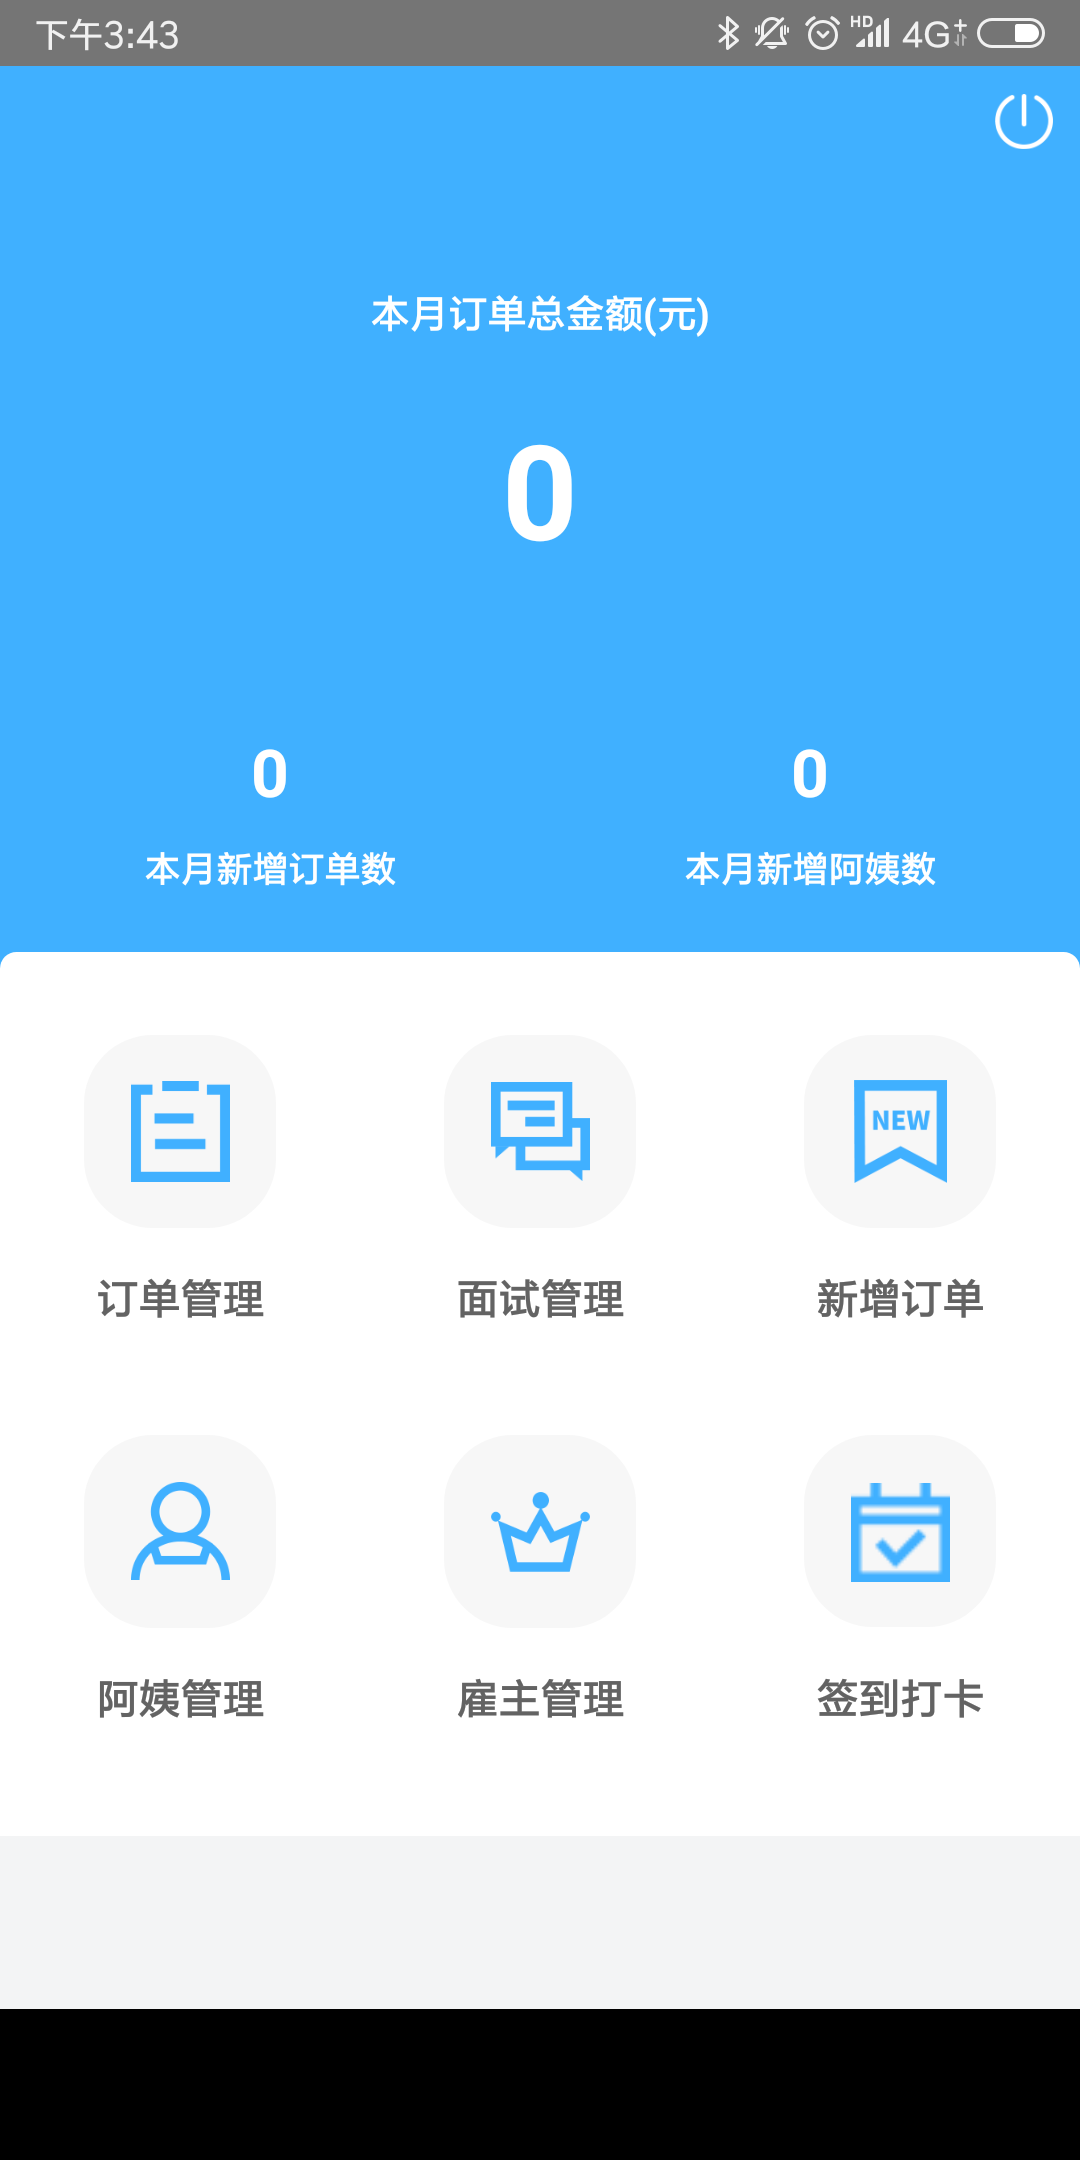 下午3:43
HD 4G+
本月订单总金额(元)
0
0 0
本月新增订单数 本月新增阿姨数
NEW
订单管理 面试管理 新增订单
阿姨管理 雇主管理 签到打卡